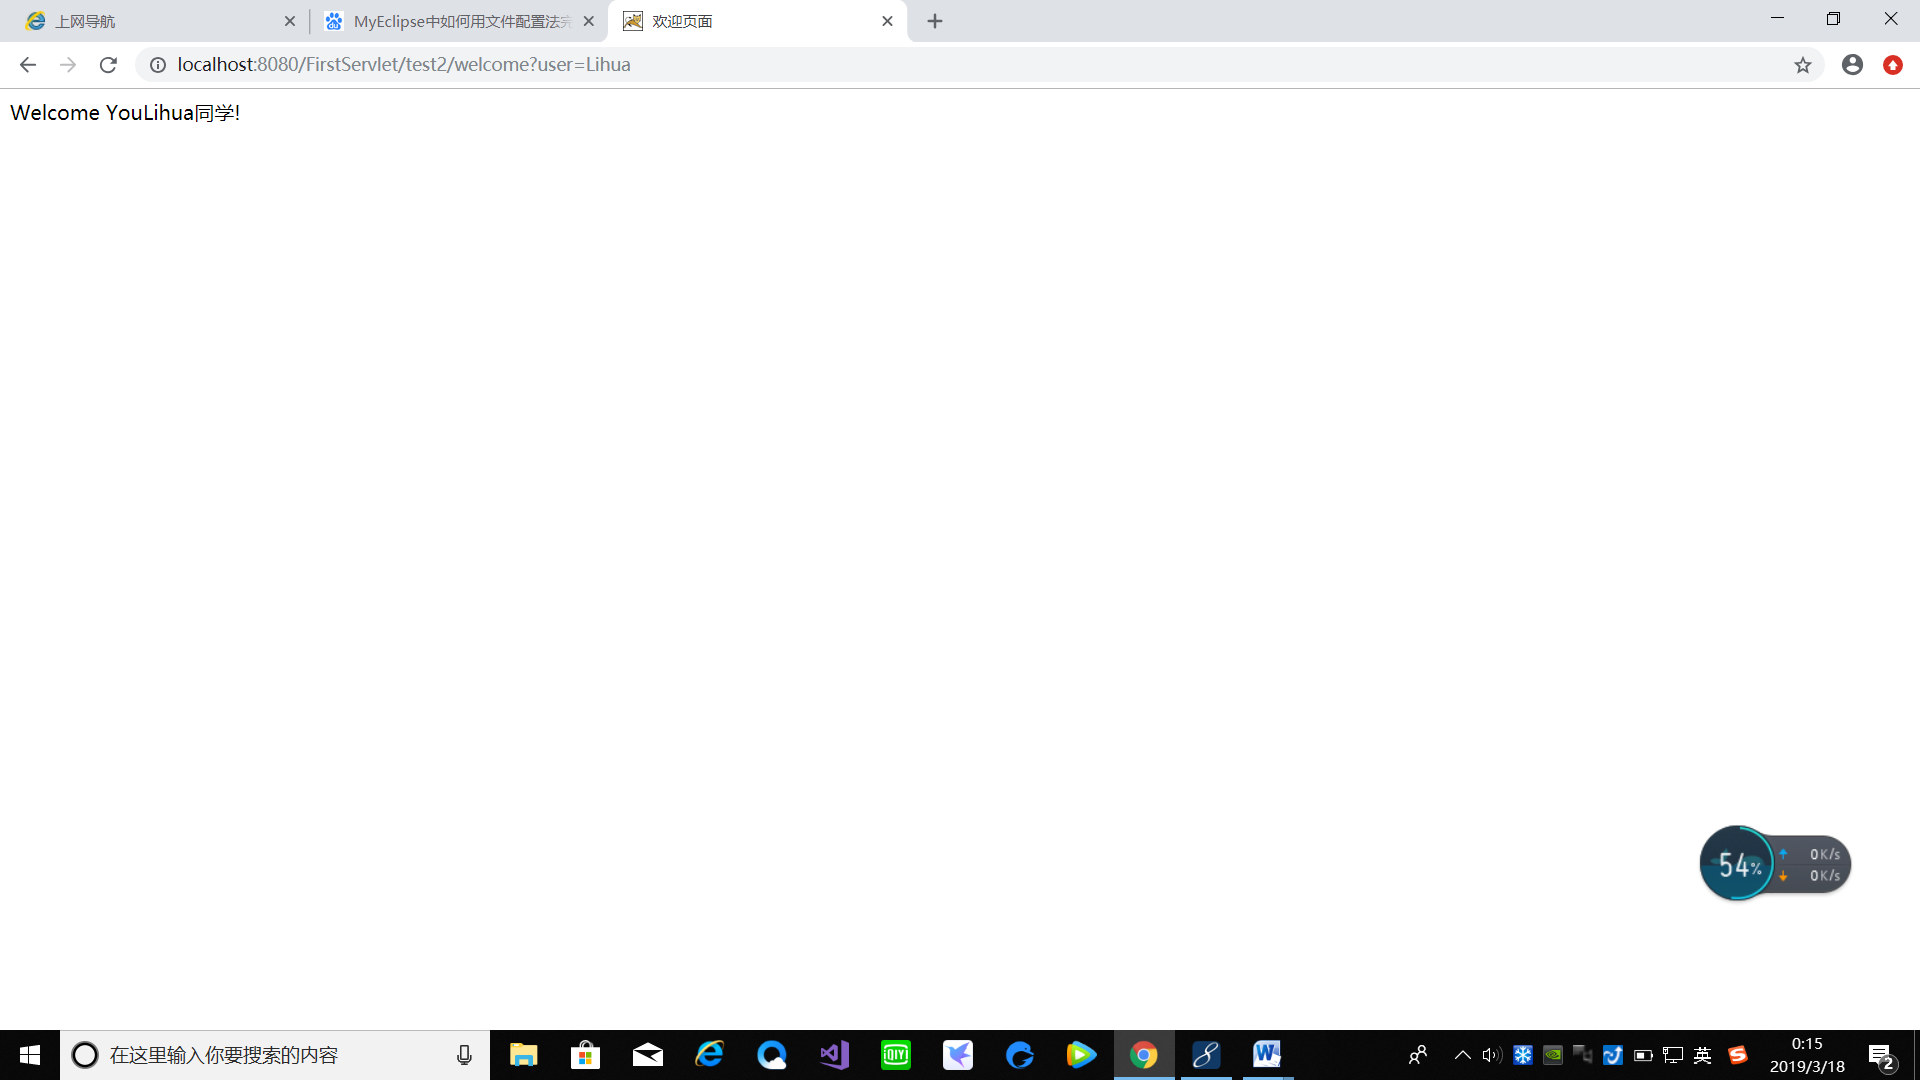 上网导航
MyEclipse中如何用文件配置法完
欢迎页面
localhost:8080/FirstServlet/test2/welcome?user=Lihua
Welcome YouLihua同学!
54%
0K/s
0K/s
在这里输入你要搜索的内容
iQIYI
英
0:15
2019/3/18
2